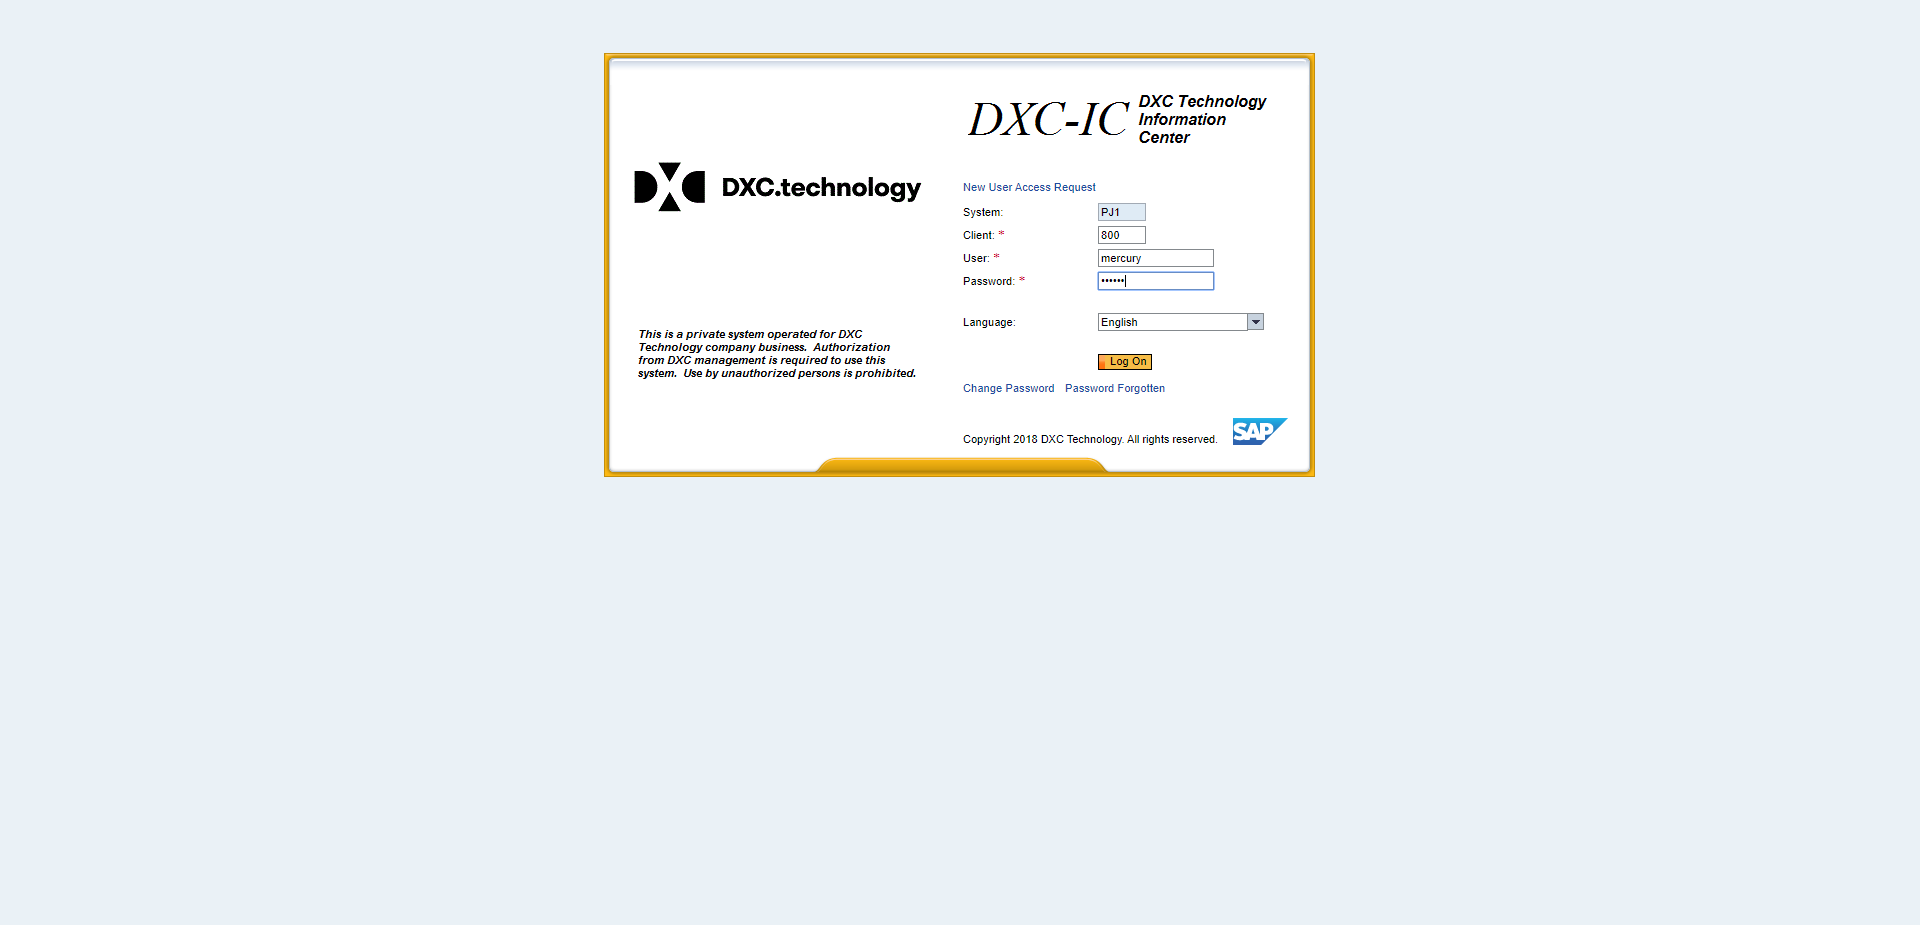 DXC-IC
DXC Technology
Information
Center
DXC.technology
New User Access Request
System: PJ1
Client: * 800
User: * mercury
Password: * ••••••
Language: English
Log On
This is a private system operated for DXC
Technology company business.  Authorization
from DXC management is required to use this
system.  Use by unauthorized persons is prohibited.
Change Password Password Forgotten
Copyright 2018 DXC Technology. All rights reserved.
SAP